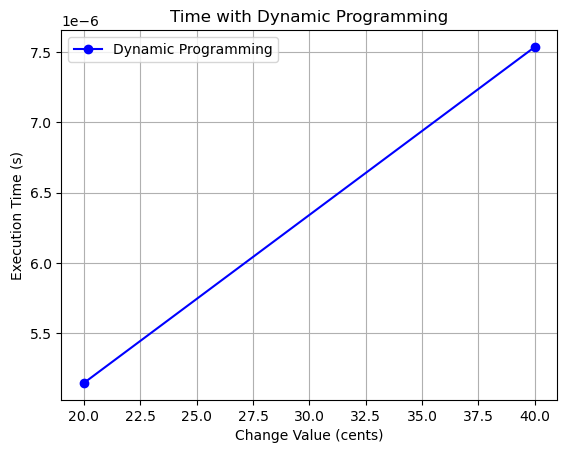 Time with Dynamic Programming
1e−6
Dynamic Programming
7.5
7.0
6.5
6.0
5.5
Execution Time (s)
20.0 22.5 25.0 27.5 30.0 32.5 35.0 37.5 40.0
Change Value (cents)